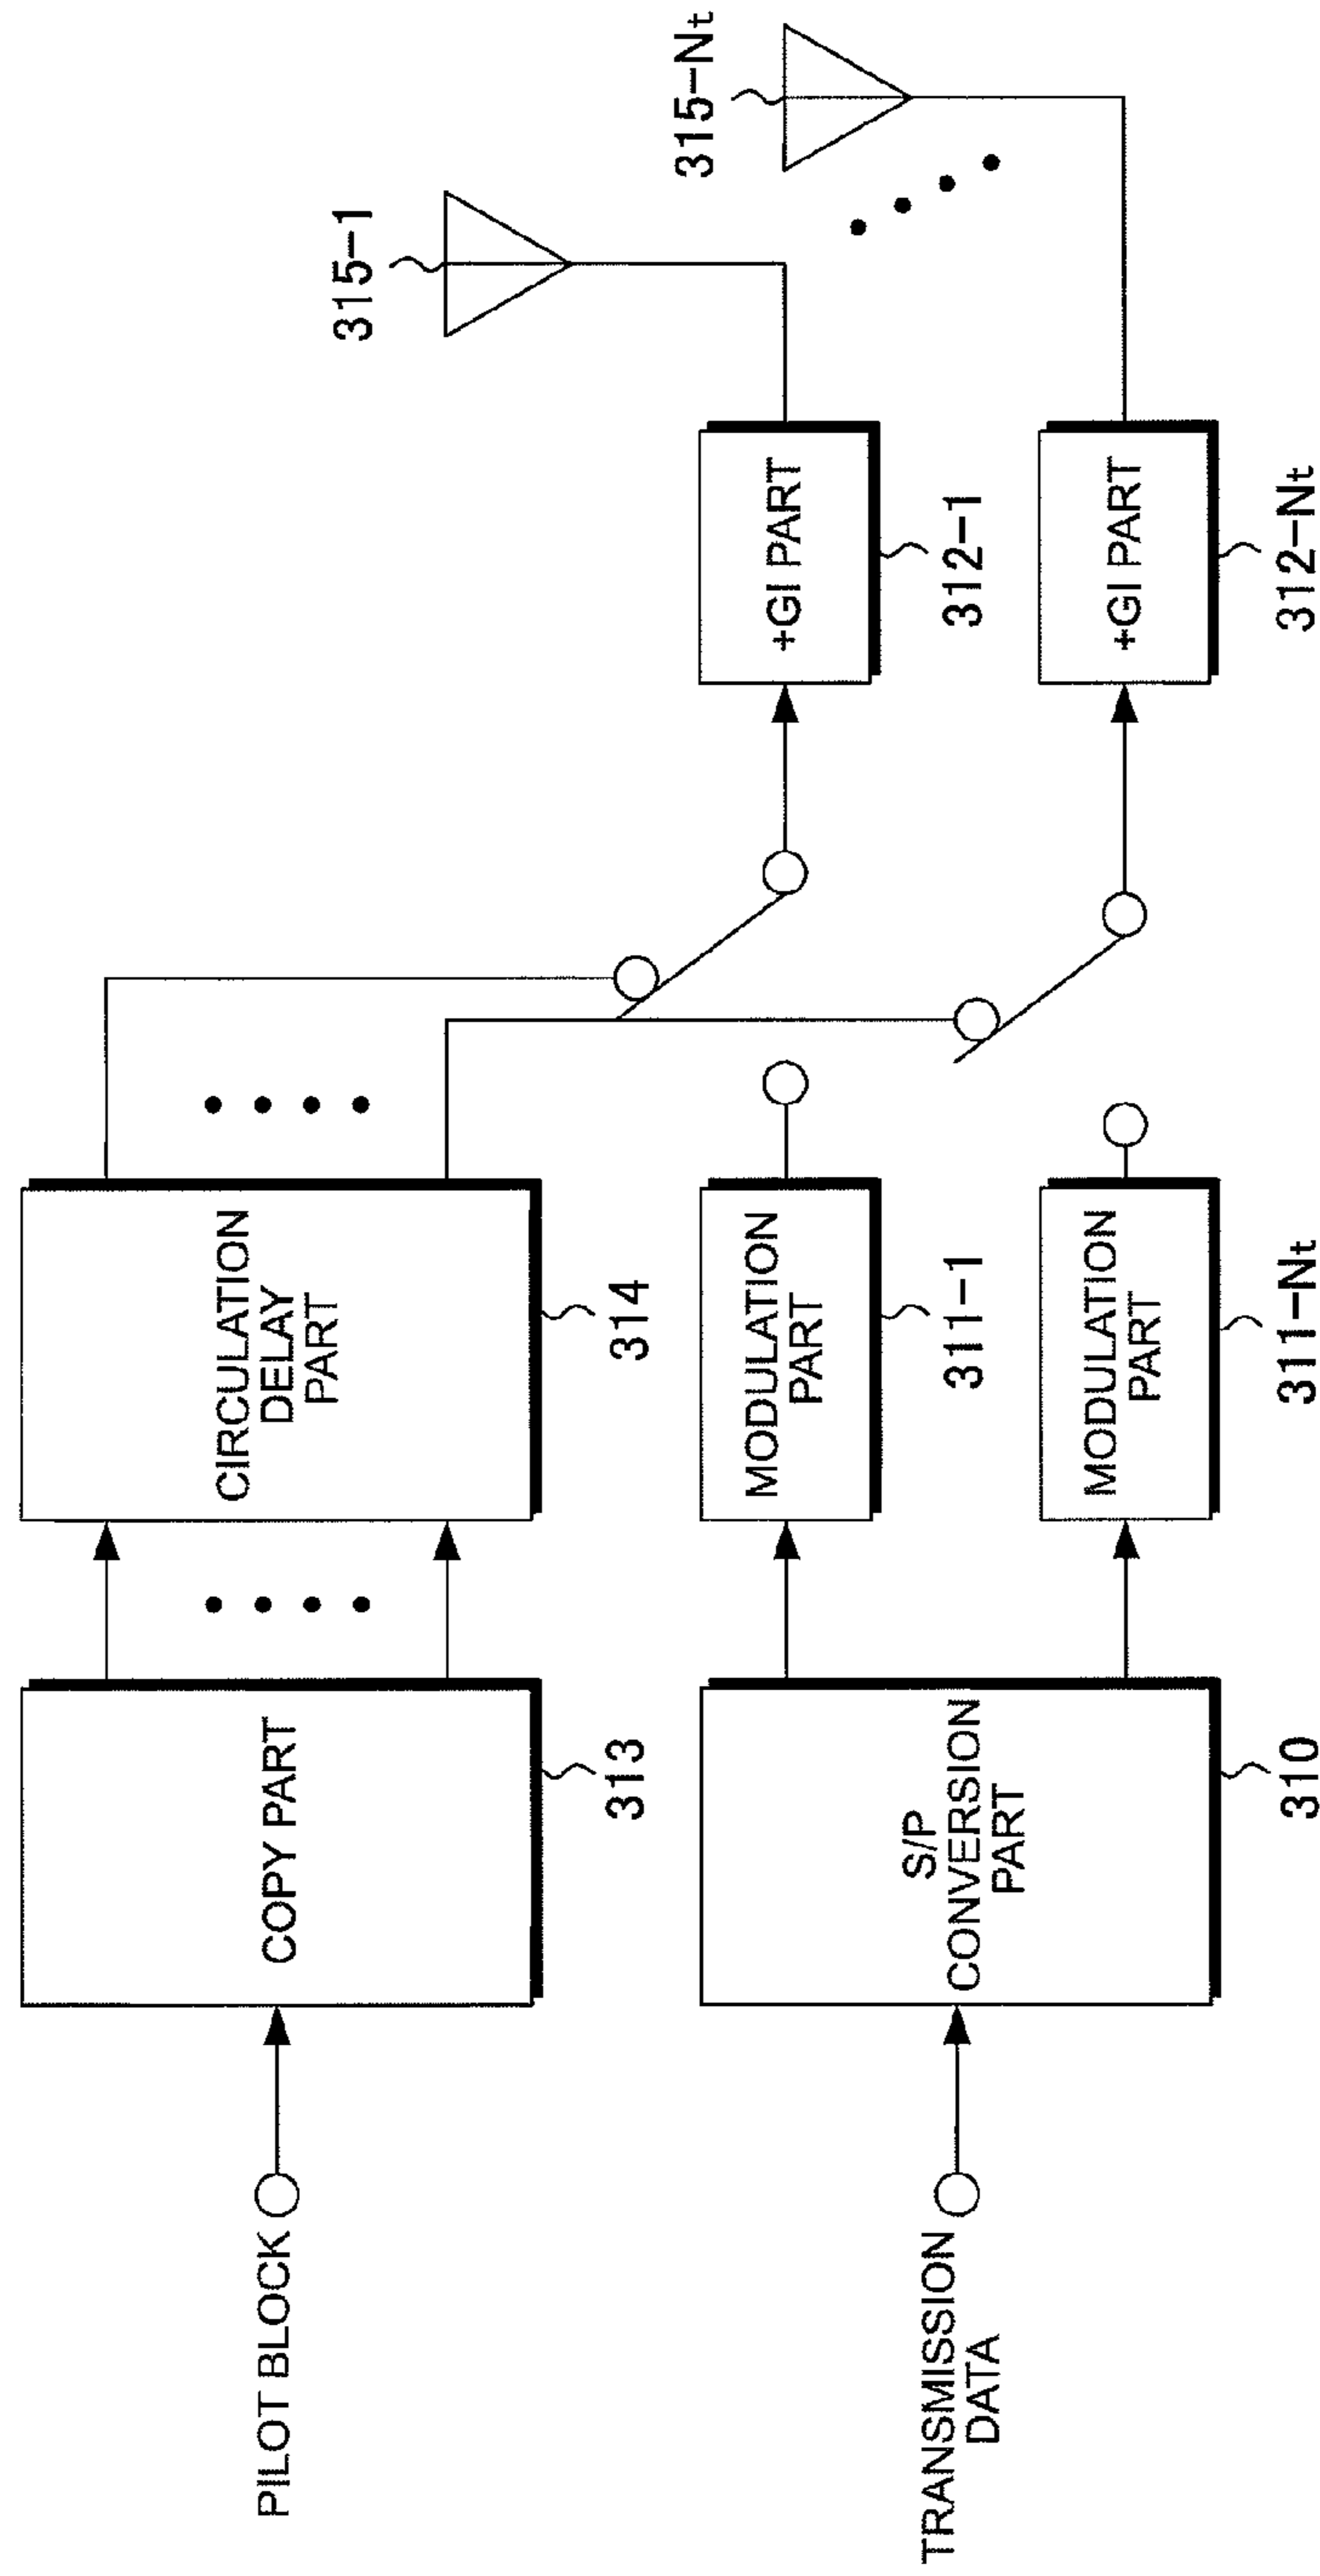 PILOT BLOCK
COPY PART
313
CIRCULATION
DELAY
PART
314
TRANSMISSION
DATA
S/P
CONVERSION
PART
310
MODULATION
PART
311-1
MODULATION
PART
311-Nt
+GI PART
312-1
+GI PART
312-Nt
315-1
315-Nt